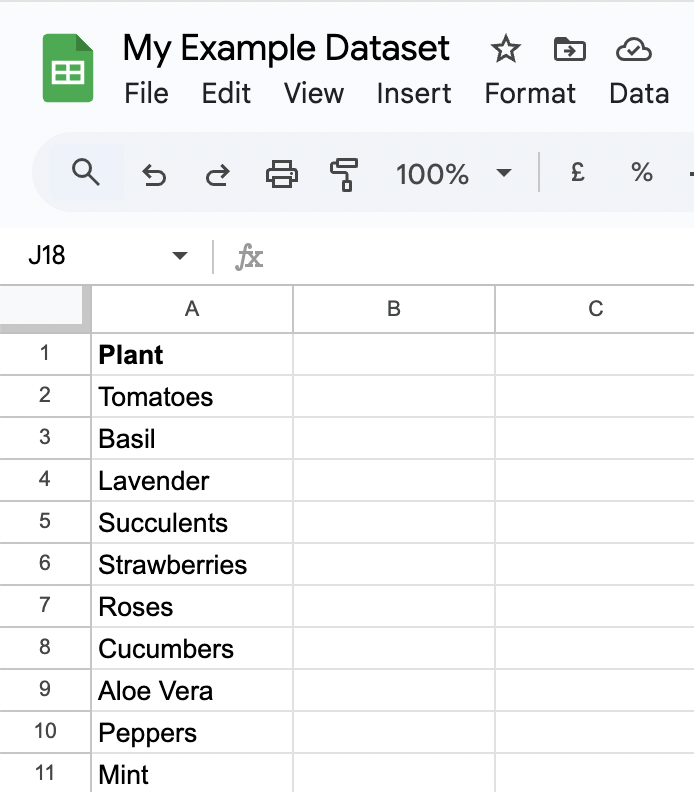 My Example Dataset
File Edit View Insert Format Data
100% £ %
J18 fx
A B C
1 Plant
2 Tomatoes
3 Basil
4 Lavender
5 Succulents
6 Strawberries
7 Roses
8 Cucumbers
9 Aloe Vera
10 Peppers
11 Mint